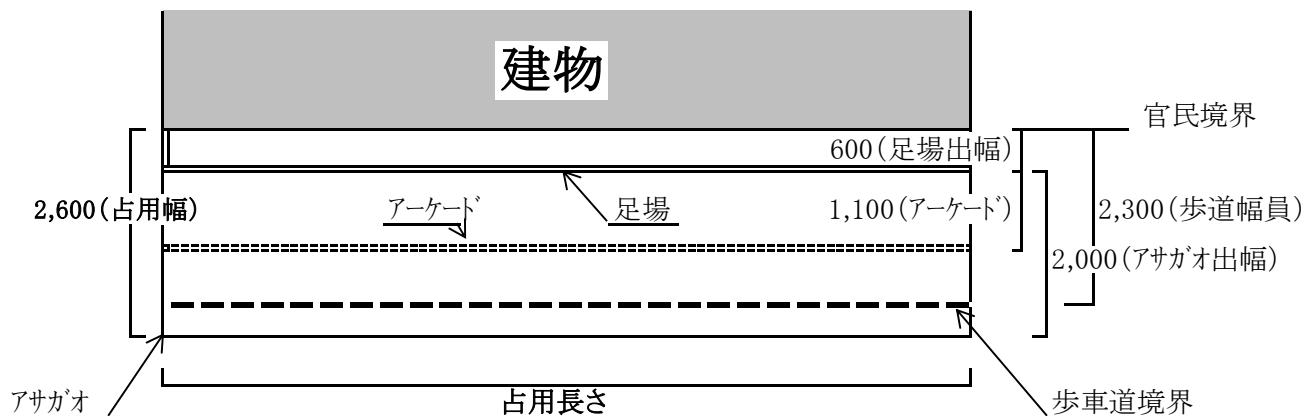 建物
官民境界
600(足場出幅)
2,600(占用幅)
アーケード
足場
1,100(アーケード)
2,300(歩道幅員)
2,000(アサガオ出幅)
アサガオ
占用長さ
歩車道境界